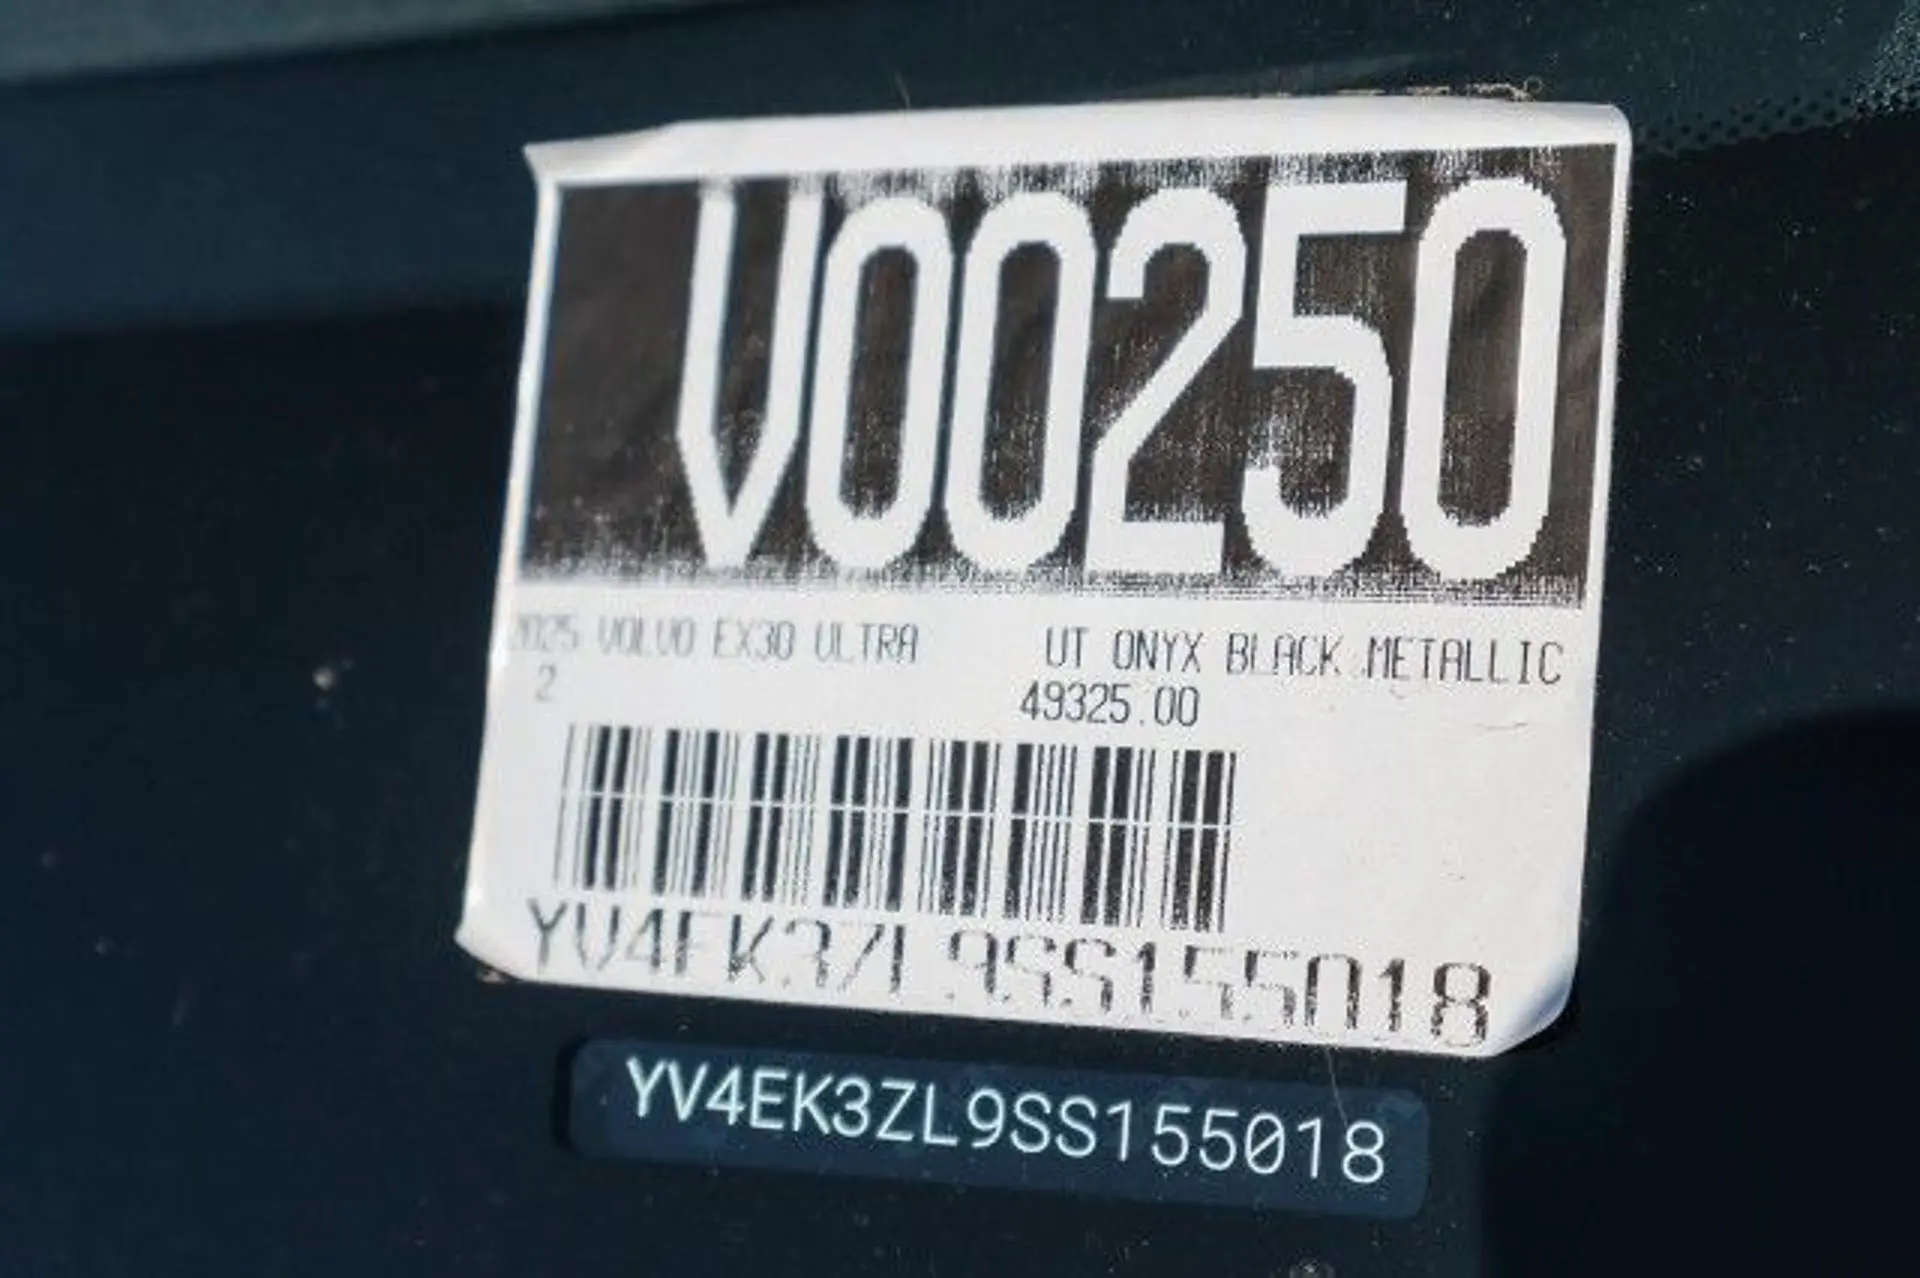 V00250
2025 VOLVO EX30 ULTRA UT ONYX BLACK METALLIC
2 49325.00
YV4EK3ZL9SS155018
YV4EK3ZL9SS155018